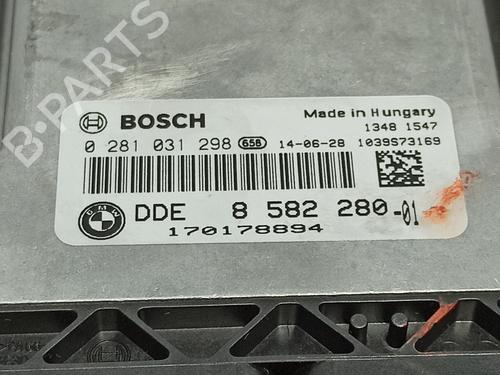 B-PARTS
BOSCH
Made in Hungary
1348 1547
0 281 031 298 658 14-06-28 1039S73169
BMW
DDE 8 582 280-01
170178894